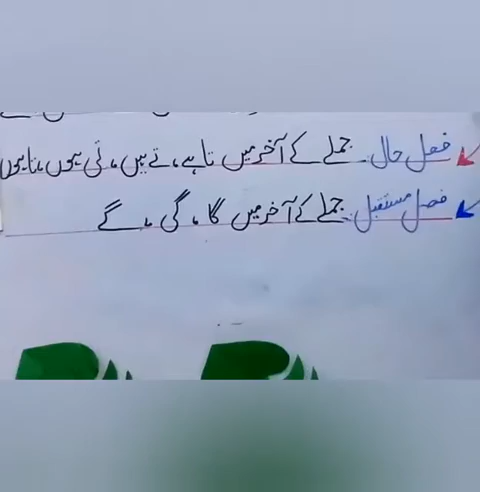 فعل حال۔ جملے کے آخر میں تا ہے، تے ہیں، تی ہوں، تا ہوں
فعل مستقبل۔ جملے کے آخر میں گا، گی، گے